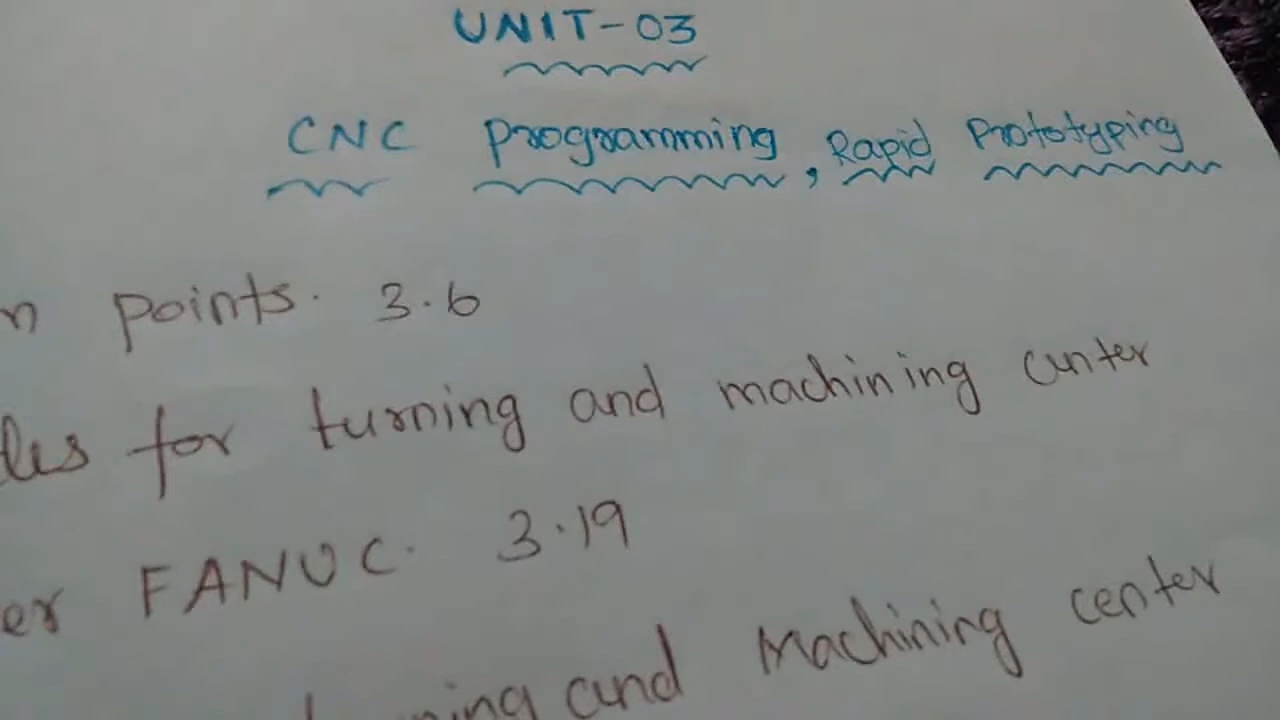 UNIT-03
CNC Programming, Rapid Prototyping
points. 3.6
for turning and machining center
FANUC. 3.19
and Machining center